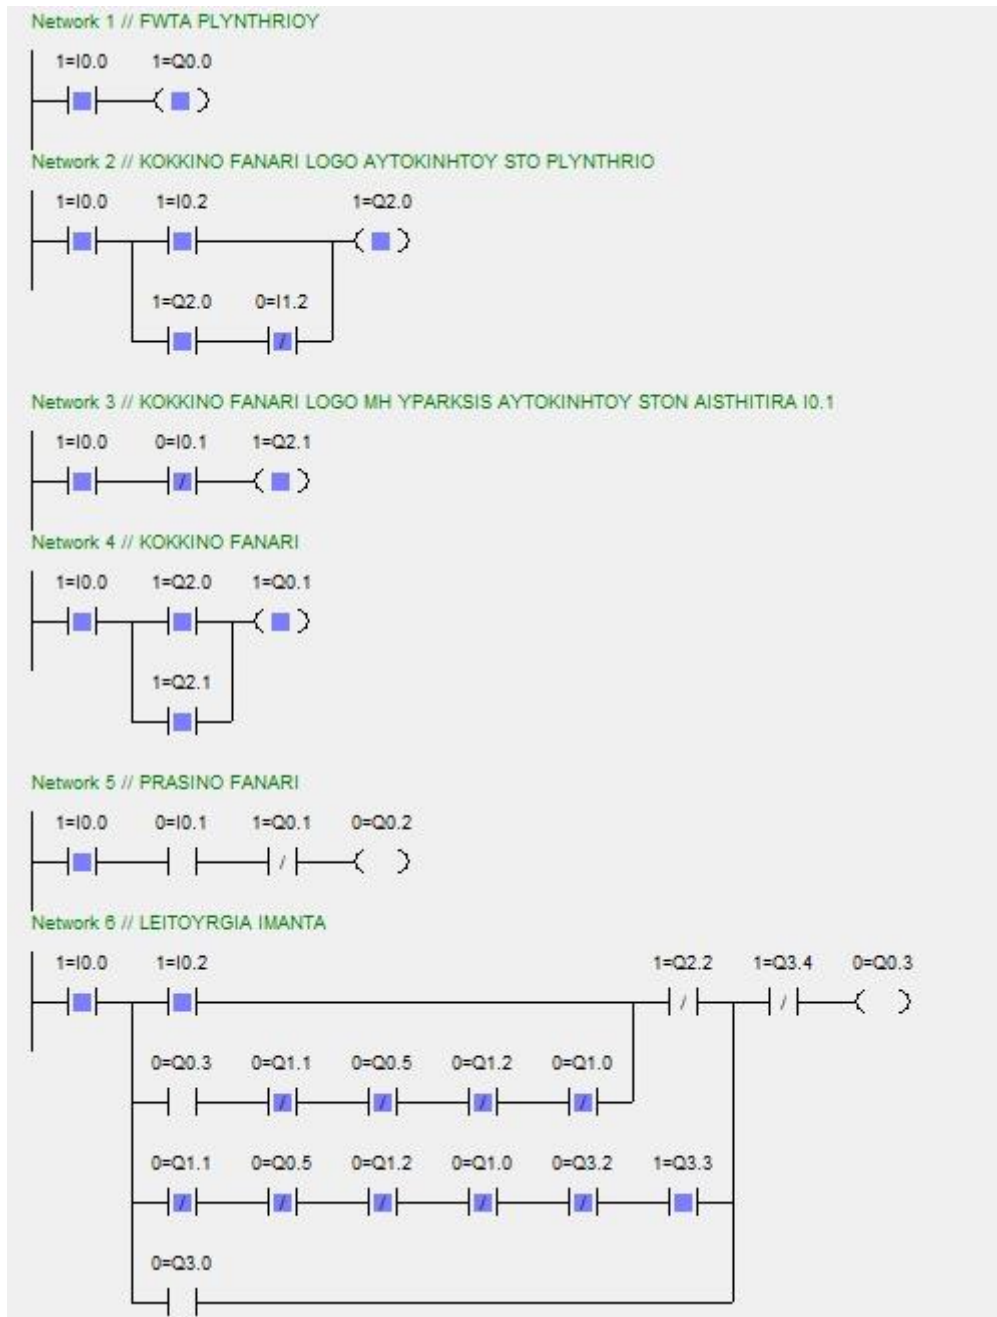 Network 1 // FWTA PLYNTHRIOY
1=I0.0 1=Q0.0
Network 2 // KOKKINO FANARI LOGO AYTOKINHTOY STO PLYNTHRIO
1=I0.0 1=I0.2 1=Q2.0
1=Q2.0 0=I1.2
Network 3 // KOKKINO FANARI LOGO MH YPARKSIS AYTOKINHTOY STON AISTHITIRA I0.1
1=I0.0 0=I0.1 1=Q2.1
Network 4 // KOKKINO FANARI
1=I0.0 1=Q2.0 1=Q0.1
1=Q2.1
Network 5 // PRASINO FANARI
1=I0.0 0=I0.1 1=Q0.1 0=Q0.2
Network 6 // LEITOYRGIA IMANTA
1=I0.0 1=I0.2 1=Q2.2 1=Q3.4 0=Q0.3
0=Q0.3 0=Q1.1 0=Q0.5 0=Q1.2 0=Q1.0
0=Q1.1 0=Q0.5 0=Q1.2 0=Q1.0 0=Q3.2 1=Q3.3
0=Q3.0